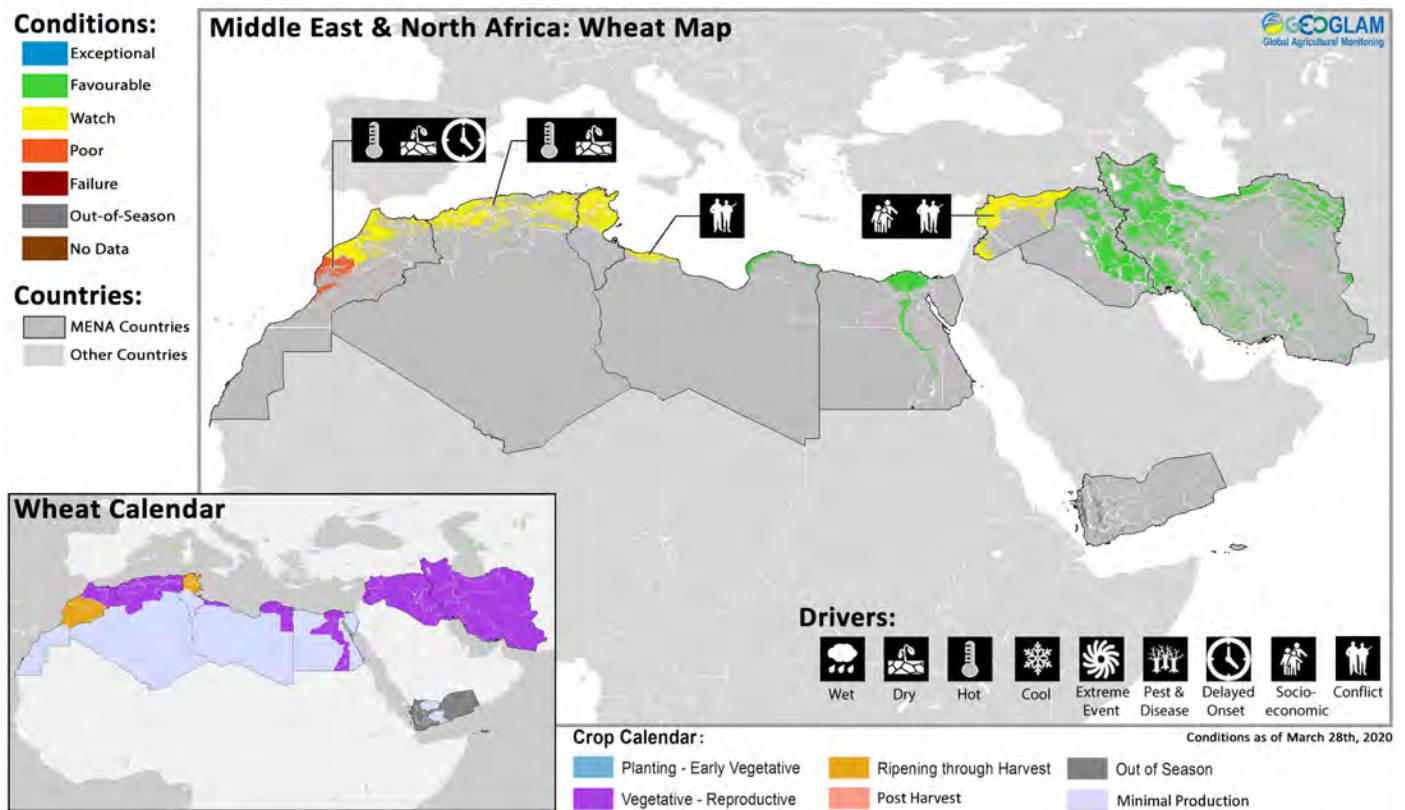 Conditions:
Exceptional
Favourable
Watch
Poor
Failure
Out-of-Season
No Data
Countries:
MENA Countries
Other Countries
Middle East & North Africa: Wheat Map
GEOGLAM
Global Agricultural Monitoring
Wheat Calendar
Drivers:
Wet
Dry
Hot
Cool
Extreme
Event
Pest &
Disease
Delayed
Onset
Socio-
economic
Conflict
Conditions as of March 28th, 2020
Crop Calendar:
Planting - Early Vegetative
Ripening through Harvest
Out of Season
Vegetative - Reproductive
Post Harvest
Minimal Production